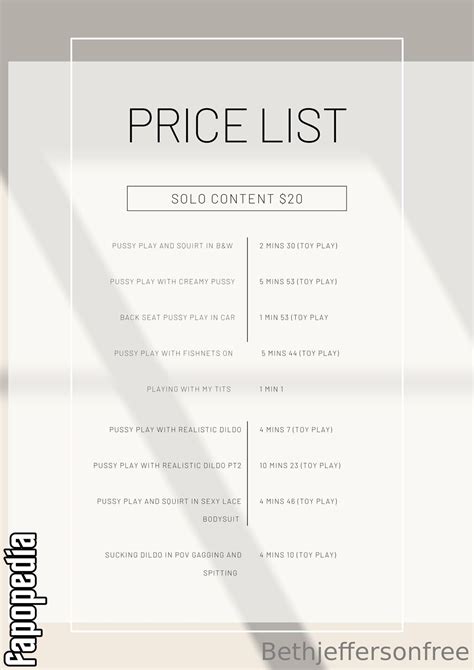 PRICE LIST
SOLO CONTENT $20
PUSSY PLAY AND SQUIRT IN B&W 2 MINS 30 (TOY PLAY)
PUSSY PLAY WITH CREAMY PUSSY 5 MINS 53 (TOY PLAY)
BACK SEAT PUSSY PLAY IN CAR 1 MIN 53 (TOY PLAY
PUSSY PLAY WITH FISHNETS ON 5 MINS 44 (TOY PLAY)
PLAYING WITH MY TITS 1 MIN 1
PUSSY PLAY WITH REALISTIC DILDO 4 MINS 7 (TOY PLAY)
PUSSY PLAY WITH REALISTIC DILDO PT2 10 MINS 23 (TOY PLAY)
PUSSY PLAY AND SQUIRT IN SEXY LACE 4 MINS 46 (TOY PLAY)
BODYSUIT
SUCKING DILDO IN POV GAGGING AND 4 MINS 10 (TOY PLAY)
SPITTING
Fapopedia
Bethjeffersonfree